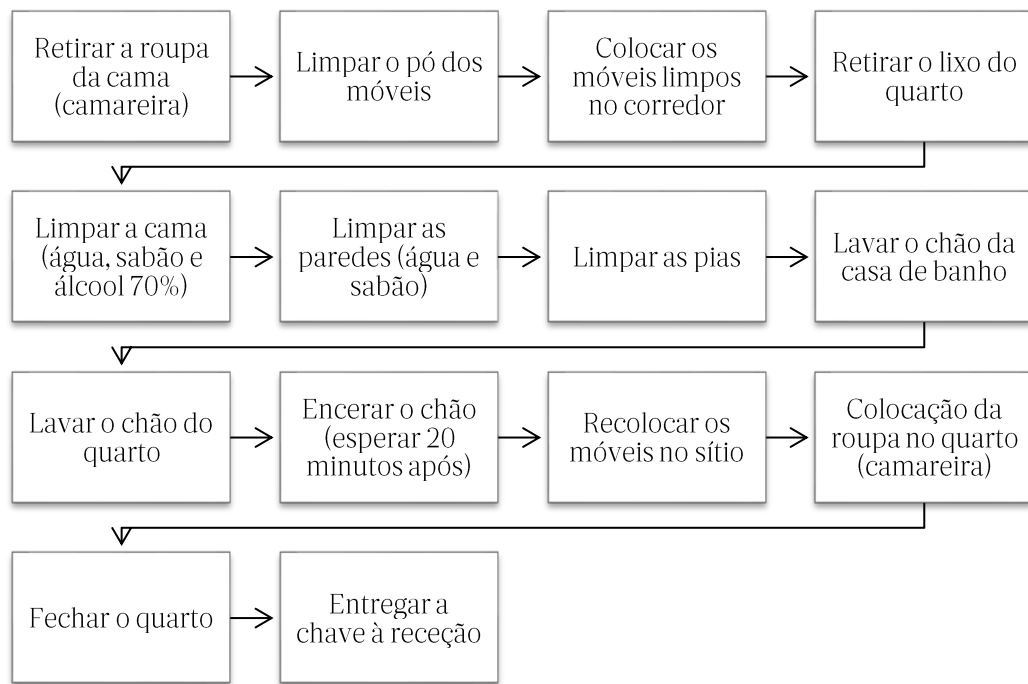 Retirar a roupa
da cama
(camareira)
Limpar o pó dos
móveis
Colocar os
móveis limpos
no corredor
Retirar o lixo do
quarto
Limpar a cama
(água, sabão e
álcool 70%)
Limpar as
paredes (água e
sabão)
Limpar as pias
Lavar o chão da
casa de banho
Lavar o chão do
quarto
Encerar o chão
(esperar 20
minutos após)
Recolocar os
móveis no sítio
Colocação da
roupa no quarto
(camareira)
Fechar o quarto
Entregar a
chave à receção